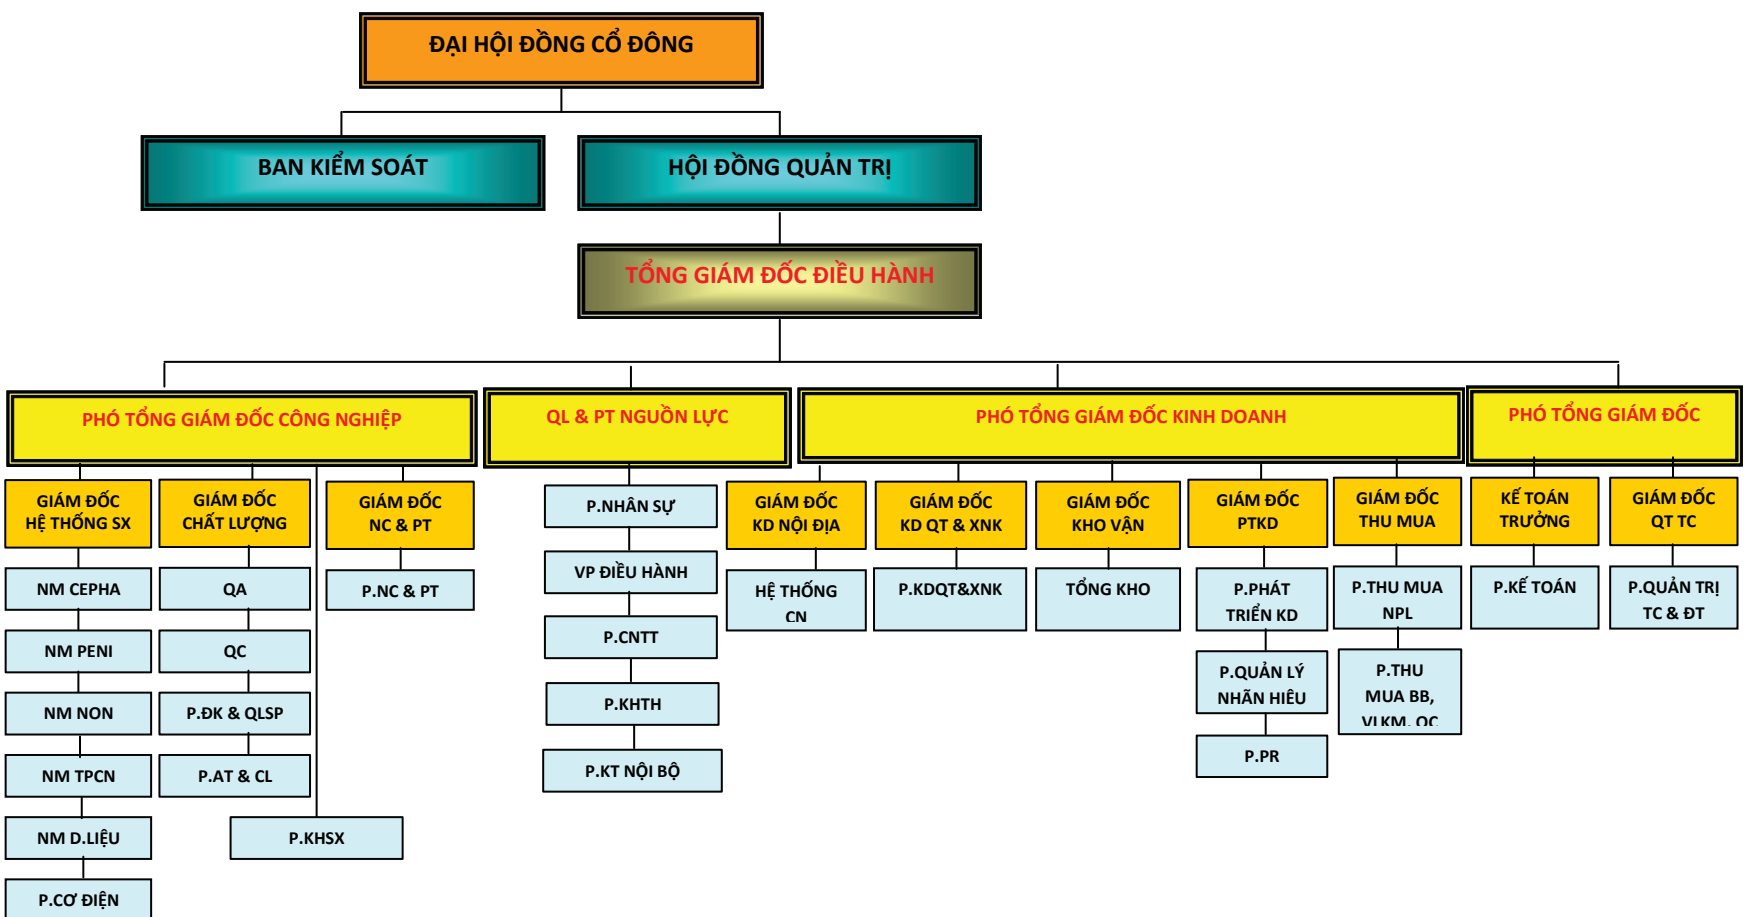 ĐẠI HỘI ĐỒNG CỔ ĐÔNG
BAN KIỂM SOÁT
HỘI ĐỒNG QUẢN TRỊ
TỔNG GIÁM ĐỐC ĐIỀU HÀNH
PHÓ TỔNG GIÁM ĐỐC CÔNG NGHIỆP
QL & PT NGUỒN LỰC
PHÓ TỔNG GIÁM ĐỐC KINH DOANH
PHÓ TỔNG GIÁM ĐỐC
GIÁM ĐỐC
HỆ THỐNG SX
GIÁM ĐỐC
CHẤT LƯỢNG
GIÁM ĐỐC
NC & PT
P.NHÂN SỰ
GIÁM ĐỐC
KD NỘI ĐỊA
GIÁM ĐỐC
KD QT & XNK
GIÁM ĐỐC
KHO VẬN
GIÁM ĐỐC
PTKD
GIÁM ĐỐC
THU MUA
KẾ TOÁN
TRƯỞNG
GIÁM ĐỐC
QT TC
NM CEPHA
QA
P.NC & PT
VP ĐIỀU HÀNH
HỆ THỐNG
CN
P.KDQT&XNK
TỔNG KHO
P.PHÁT
TRIỂN KD
P.THU MUA
NPL
P.KẾ TOÁN
P.QUẢN TRỊ
TC & ĐT
NM PENI
QC
P.CNTT
P.QUẢN LÝ
NHÃN HIÊU
P.THU
MUA BB,
VLKM, QC
NM NON
P.ĐK & QLSP
P.KHTH
NM TPCN
P.AT & CL
P.KT NỘI BỘ
P.PR
NM D.LIỆU
P.KHSX
P.CƠ ĐIỆN